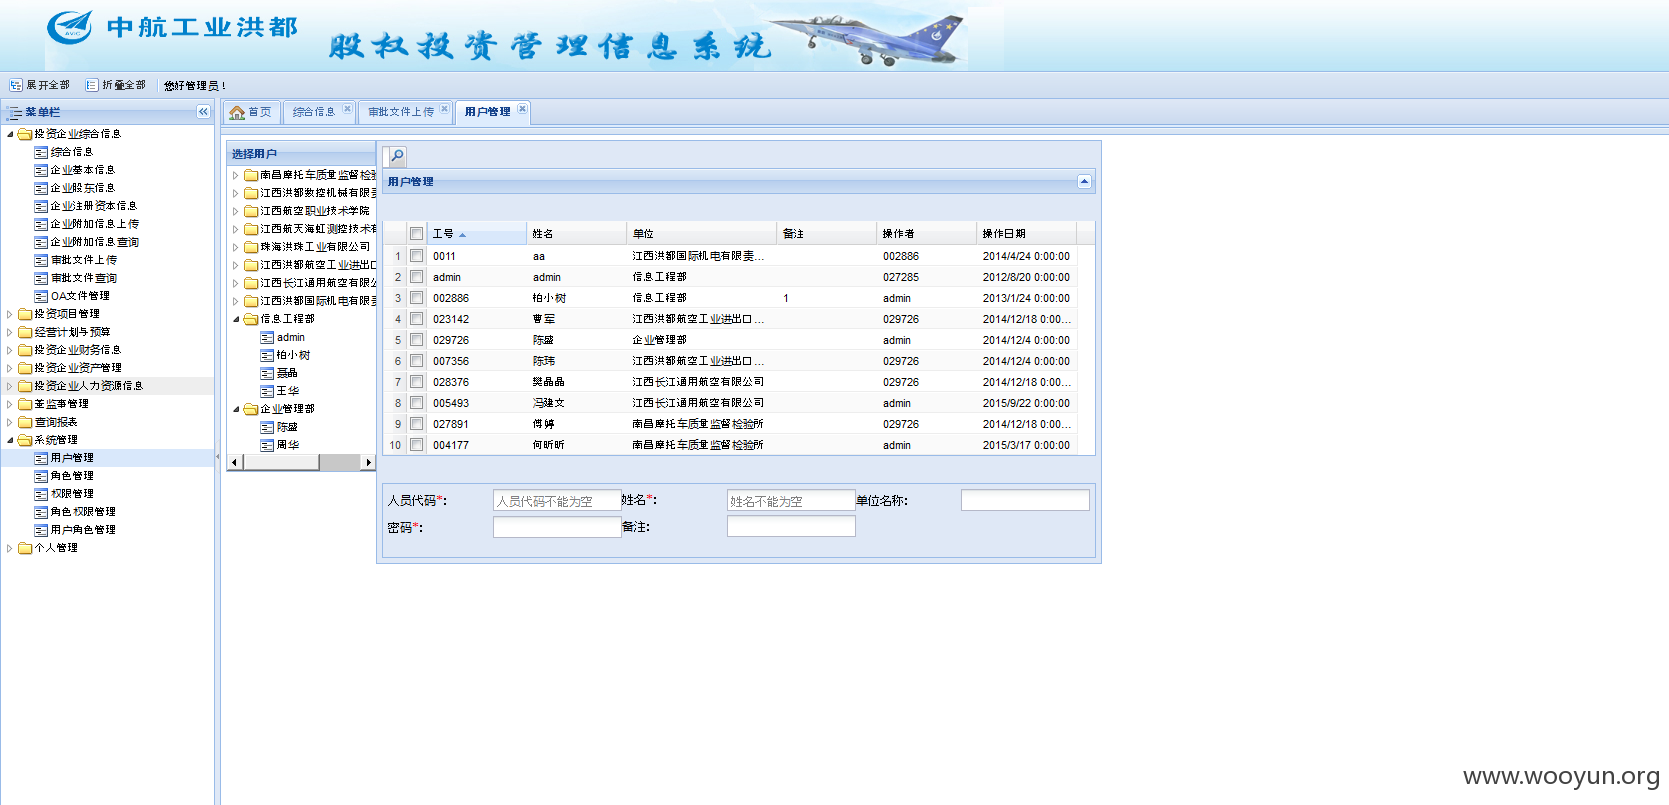 中航工业洪都
AVIC
股权投资管理信息系统
展开全部 折叠全部 您好管理员！
菜单栏
投资企业综合信息
综合信息
企业基本信息
企业股东信息
企业注册资本信息
企业附加信息上传
企业附加信息查询
审批文件上传
审批文件查询
OA文件管理
投资项目管理
经营计划与预算
投资企业财务信息
投资企业资产管理
投资企业人力资源信息
董监事管理
查询报表
系统管理
用户管理
角色管理
权限管理
角色权限管理
用户角色管理
个人管理
首页 综合信息 审批文件上传 用户管理
选择用户
南昌摩托车质量监督检验
江西洪都数控机械有限责
江西航空职业技术学院
江西航天海虹测控技术有
珠海洪珠工业有限公司
江西洪都航空工业进出口
江西长江通用航空有限公
江西洪都国际机电有限责
信息工程部
admin
柏小树
聂晶
王华
企业管理部
陈盛
周华
用户管理
工号 姓名 单位 备注 操作者 操作日期
1 0011 aa 江西洪都国际机电有限责... 002886 2014/4/24 0:00:00
2 admin admin 信息工程部 027285 2012/8/20 0:00:00
3 002886 柏小树 信息工程部 1 admin 2013/1/24 0:00:00
4 023142 曹军 江西洪都航空工业进出口... 029726 2014/12/18 0:00...
5 029726 陈盛 企业管理部 admin 2014/12/4 0:00:00
6 007356 陈玮 江西洪都航空工业进出口... 029726 2014/12/4 0:00:00
7 028376 樊晶晶 江西长江通用航空有限公司 029726 2014/12/18 0:00...
8 005493 冯建文 江西长江通用航空有限公司 admin 2015/9/22 0:00:00
9 027891 傅婷 南昌摩托车质量监督检验所 029726 2014/12/18 0:00...
10 004177 何昕昕 南昌摩托车质量监督检验所 admin 2015/3/17 0:00:00
人员代码*: 人员代码不能为空 姓名*: 姓名不能为空 单位名称:
密码*: 备注:
www.wooyun.org